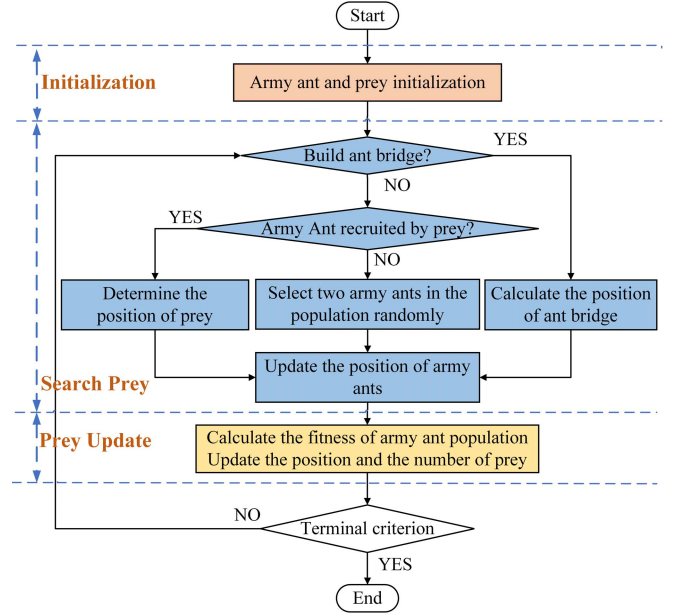 Start
Initialization
Army ant and prey initialization
Build ant bridge?
YES
NO
YES
Army Ant recruited by prey?
NO
Determine the
position of prey
Select two army ants in the
population randomly
Calculate the position
of ant bridge
Search Prey
Update the position of army
ants
Prey Update
Calculate the fitness of army ant population
Update the position and the number of prey
NO
Terminal criterion
YES
End